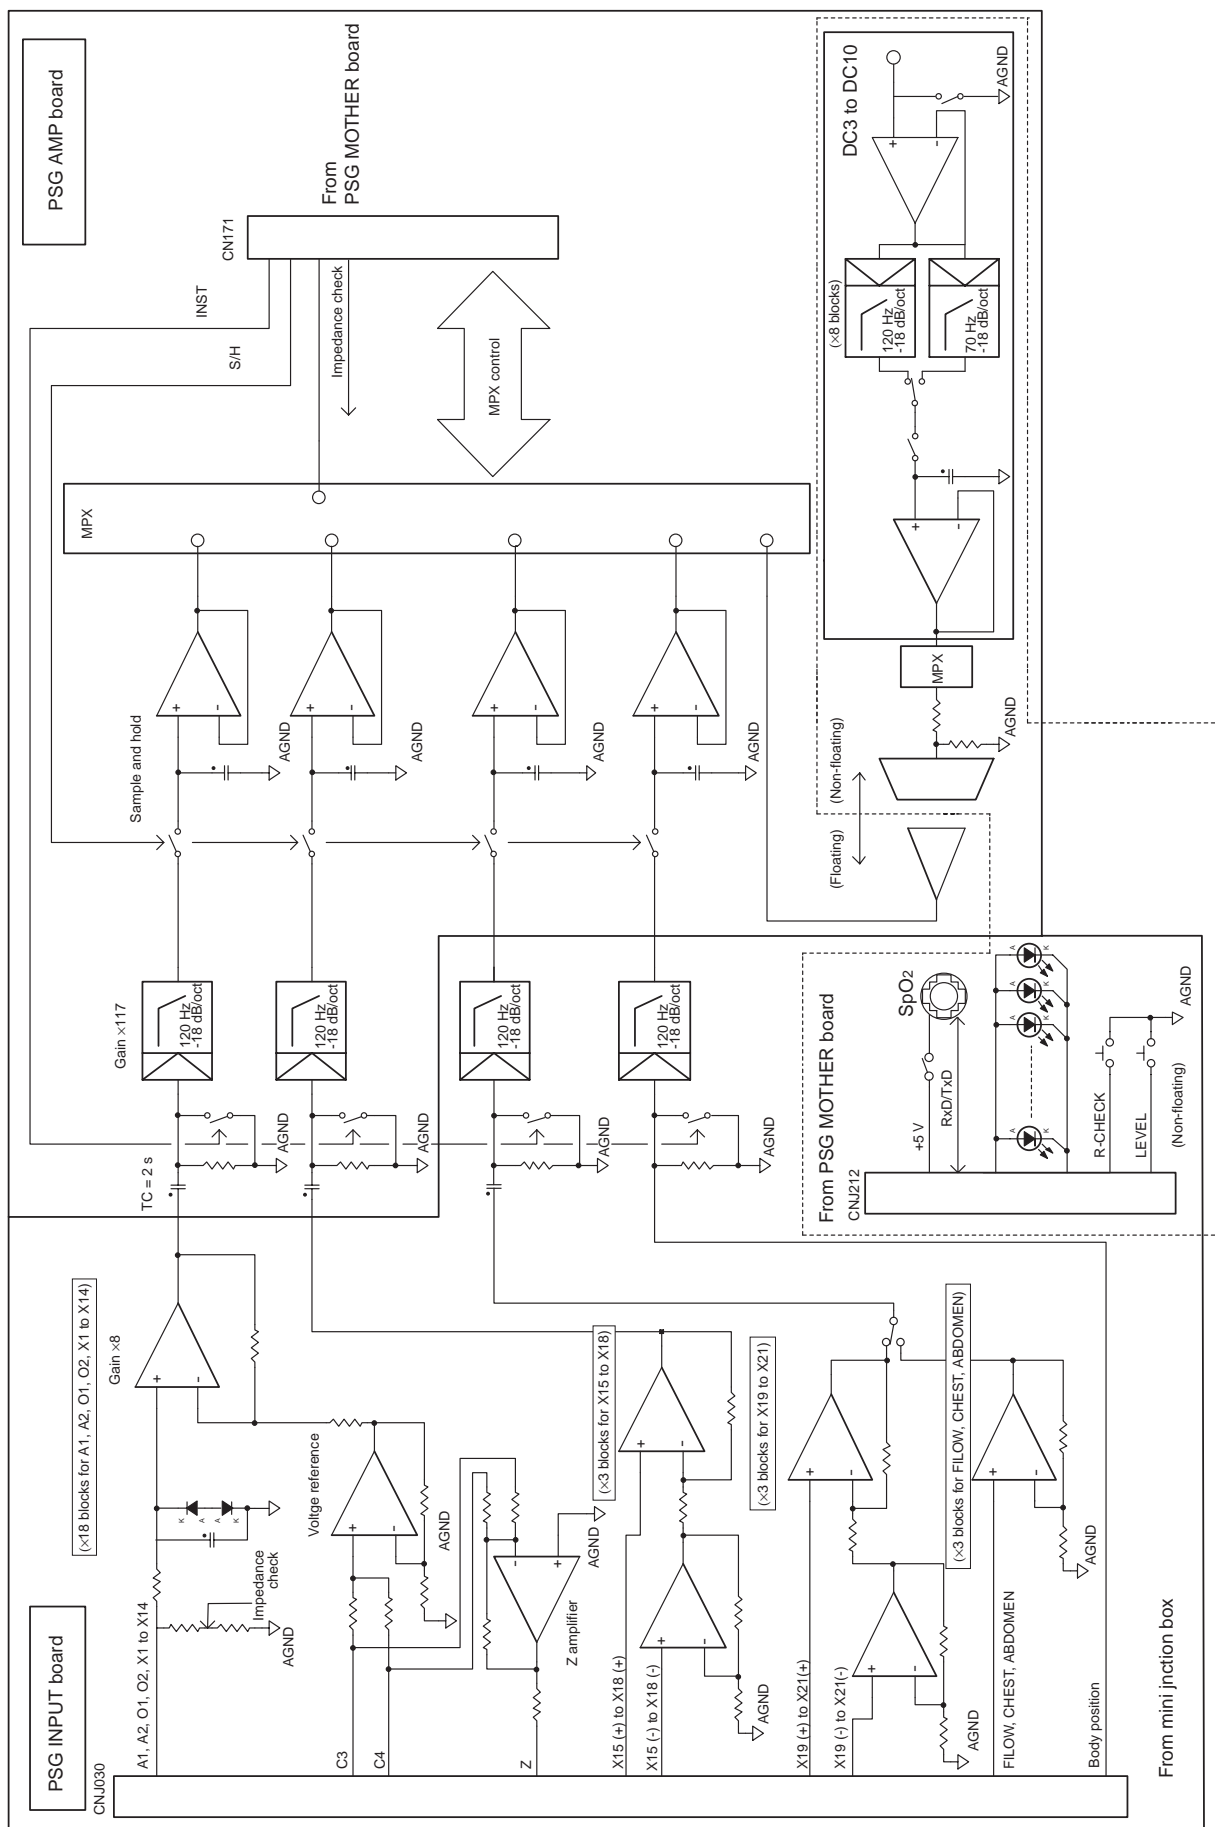 PSG INPUT board
CNJ030
A1, A2, O1, O2, X1 to X14
Impedance
check
AGND
K
A
A
K
(×18 blocks for A1, A2, O1, O2, X1 to X14)
Gain ×8
+
-
TC = 2 s
AGND
Gain ×117
120 Hz
-18 dB/oct
Sample and hold
AGND
+
-
MPX
INST
S/H
CN171
Impedance check
MPX control
From
PSG MOTHER board
PSG AMP board
C3
C4
Voltge reference
+
-
AGND
AGND
120 Hz
-18 dB/oct
AGND
+
-
Z
Z amplifier
-
+
AGND
X15 (+) to X18 (+)
X15 (-) to X18 (-)
+
-
AGND
(×3 blocks for X15 to X18)
+
-
AGND
120 Hz
-18 dB/oct
AGND
+
-
X19 (+) to X21(+)
X19 (-) to X21(-)
+
-
AGND
(×3 blocks for X19 to X21)
+
-
AGND
120 Hz
-18 dB/oct
AGND
+
-
FILOW, CHEST, ABDOMEN
(×3 blocks for FILOW, CHEST, ABDOMEN)
+
-
AGND
Body position
From mini jnction box
From PSG MOTHER board
CNJ212
+5 V
RxD/TxD
SpO2
A
K
A
K
A
K
A
K
R-CHECK
LEVEL
AGND
(Non-floating)
(Floating)
(Non-floating)
AGND
MPX
+
-
(×8 blocks)
120 Hz
-18 dB/oct
70 Hz
-18 dB/oct
DC3 to DC10
+
-
AGND